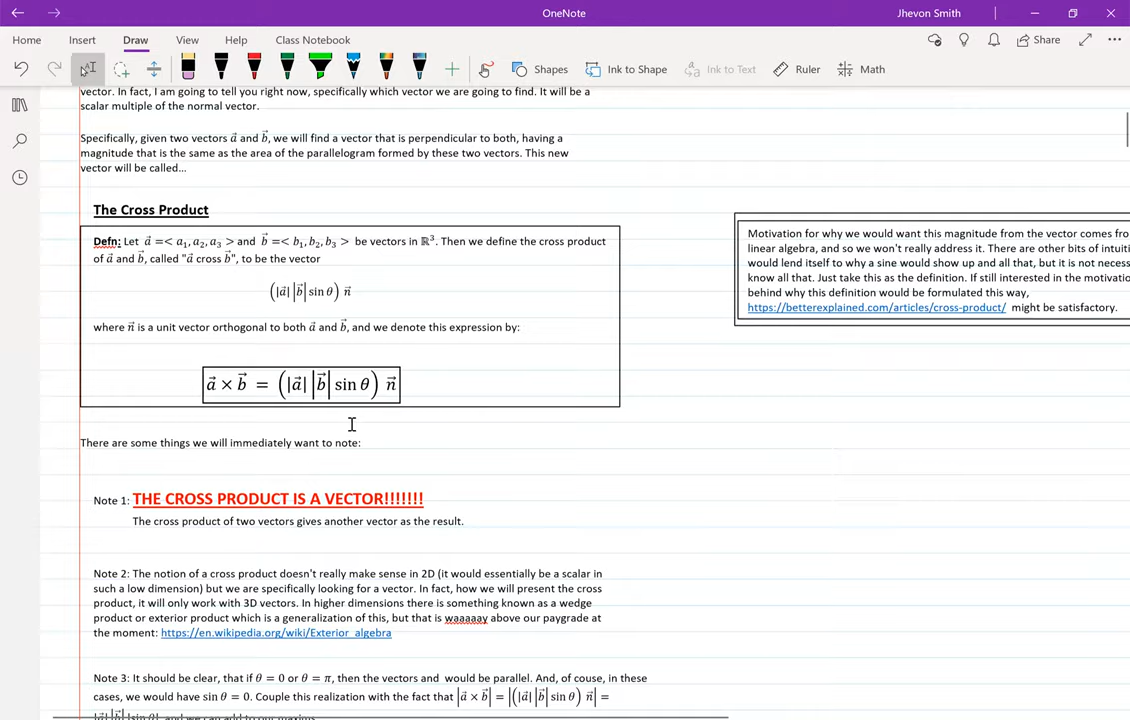 OneNote
Jhevon Smith
Home Insert Draw View Help Class Notebook
Share
Shapes
Ink to Shape
Ink to Text
Ruler
Math
vector. In fact, I am going to tell you right now, specifically which vector we are going to find. It will be a
scalar multiple of the normal vector.
Specifically, given two vectors a⃗ and b⃗, we will find a vector that is perpendicular to both, having a
magnitude that is the same as the area of the parallelogram formed by these two vectors. This new
vector will be called...
The Cross Product
Defn: Let a⃗ =< a₁, a₂, a₃ > and b⃗ =< b₁, b₂, b₃ > be vectors in ℝ³. Then we define the cross product
of a⃗ and b⃗, called "a⃗ cross b⃗", to be the vector
(|a⃗| |b⃗| sin θ) n⃗
where n⃗ is a unit vector orthogonal to both a⃗ and b⃗, and we denote this expression by:
a⃗ × b⃗ = (|a⃗| |b⃗| sin θ) n⃗
Motivation for why we would want this magnitude from the vector comes fro
linear algebra, and so we won't really address it. There are other bits of intuiti
would lend itself to why a sine would show up and all that, but it is not necess
know all that. Just take this as the definition. If still interested in the motivatio
behind why this definition would be formulated this way,
https://betterexplained.com/articles/cross-product/ might be satisfactory.
There are some things we will immediately want to note:
Note 1: THE CROSS PRODUCT IS A VECTOR!!!!!!!
The cross product of two vectors gives another vector as the result.
Note 2: The notion of a cross product doesn't really make sense in 2D (it would essentially be a scalar in
such a low dimension) but we are specifically looking for a vector. In fact, how we will present the cross
product, it will only work with 3D vectors. In higher dimensions there is something known as a wedge
product or exterior product which is a generalization of this, but that is waaaaay above our paygrade at
the moment: https://en.wikipedia.org/wiki/Exterior_algebra
Note 3: It should be clear, that if θ = 0 or θ = π, then the vectors and would be parallel. And, of couse, in these
cases, we would have sin θ = 0. Couple this realization with the fact that |a⃗ × b⃗| = |(|a⃗| |b⃗| sin θ) n⃗| =
|a⃗| |b⃗| |sin θ|, and we can add to our maxims